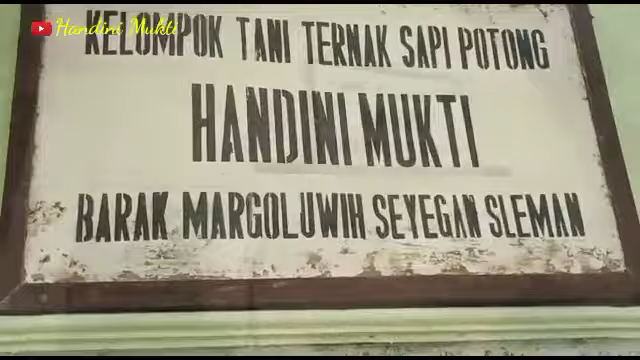 Handini Mukti
KELOMPOK TANI TERNAK SAPI POTONG
HANDINI MUKTI
BARAK MARGOLUWIH SEYEGAN SLEMAN